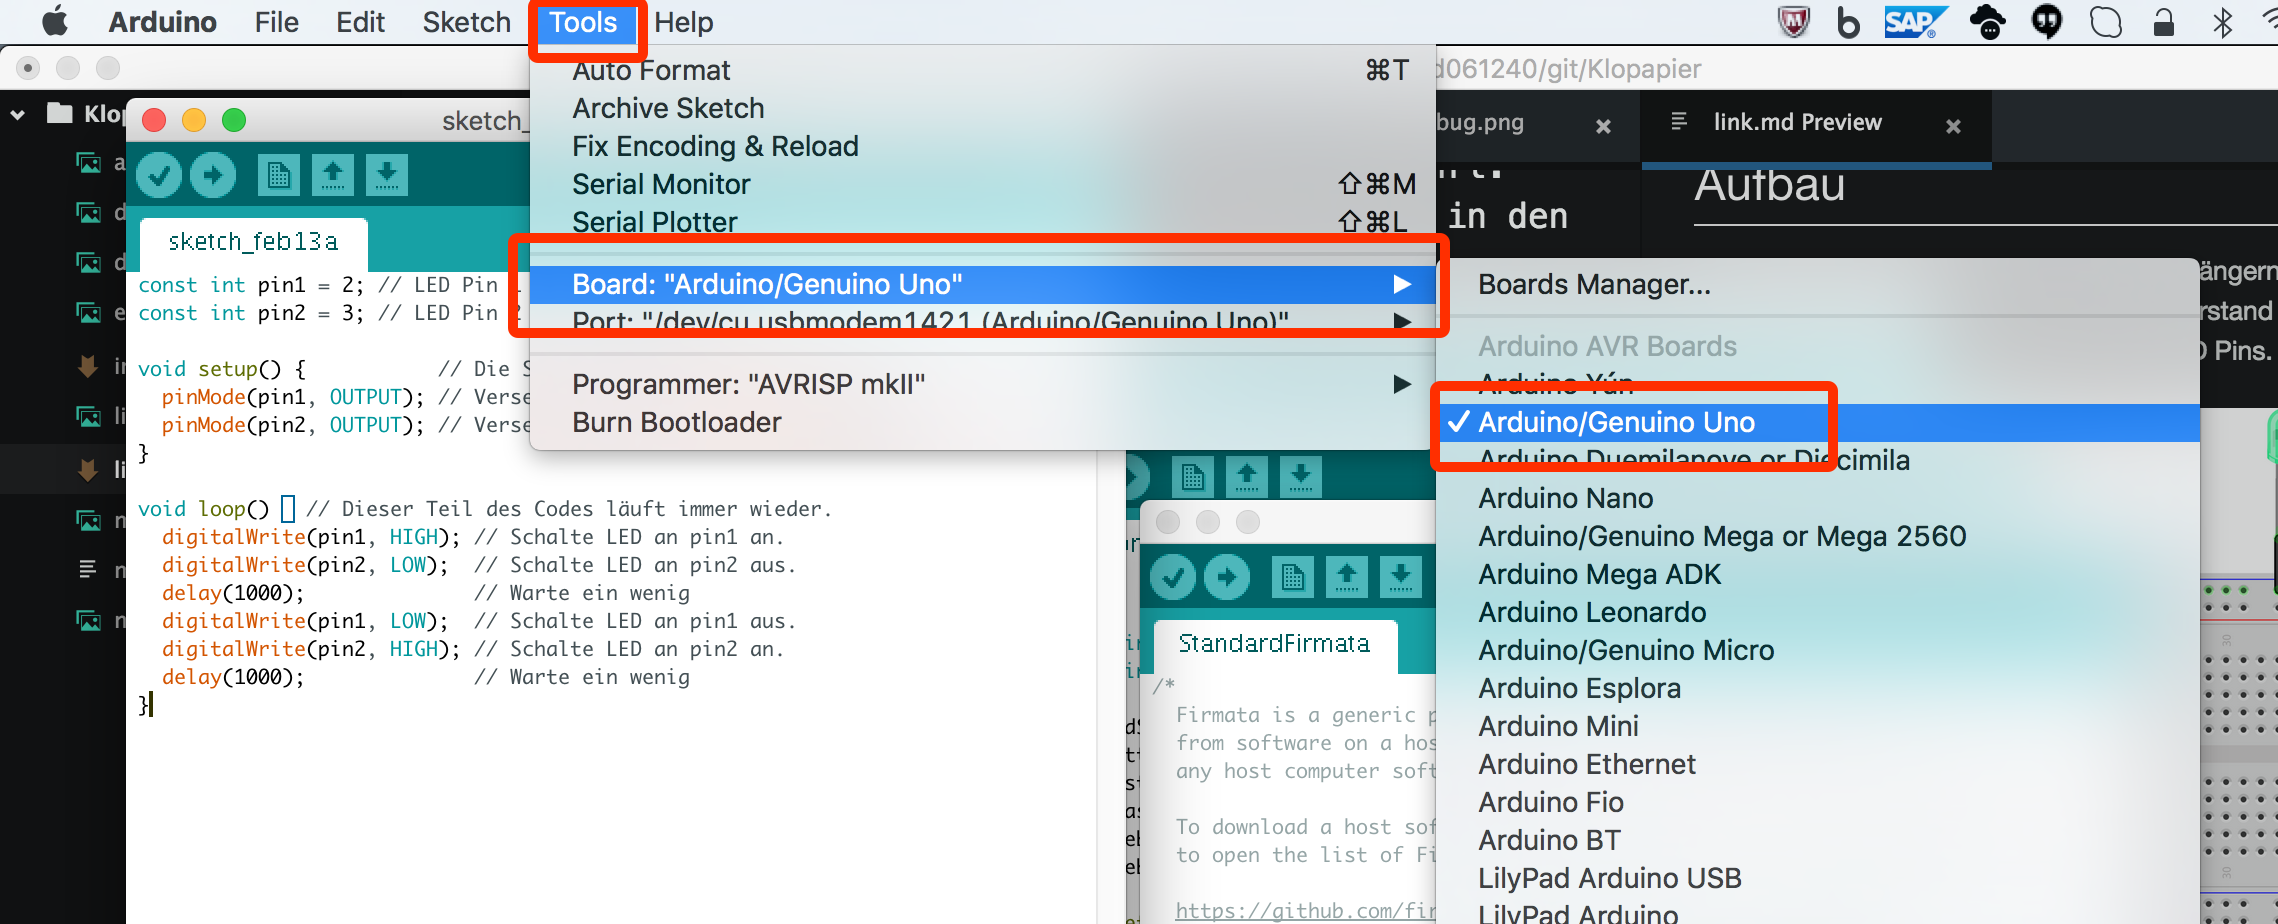 Arduino File Edit Sketch Tools Help
SAP
d061240/git/Klopapier
Klop
sketch_
bug.png
link.md Preview
Auto Format ⌘T
Archive Sketch
Fix Encoding & Reload
Serial Monitor ⇧⌘M
Serial Plotter ⇧⌘L
Board: "Arduino/Genuino Uno"
Port: "/dev/cu.usbmodem1421 (Arduino/Genuino Uno)"
Programmer: "AVRISP mkII"
Burn Bootloader
in den
Aufbau
ängern
rstand
Pins.
sketch_feb13a
const int pin1 = 2; // LED Pin 1
const int pin2 = 3; // LED Pin 2
void setup() { // Die S
pinMode(pin1, OUTPUT); // Verse
pinMode(pin2, OUTPUT); // Verse
}
void loop() { // Dieser Teil des Codes läuft immer wieder.
digitalWrite(pin1, HIGH); // Schalte LED an pin1 an.
digitalWrite(pin2, LOW); // Schalte LED an pin2 aus.
delay(1000); // Warte ein wenig
digitalWrite(pin1, LOW); // Schalte LED an pin1 aus.
digitalWrite(pin2, HIGH); // Schalte LED an pin2 an.
delay(1000); // Warte ein wenig
}
StandardFirmata
/*
Firmata is a generic p
from software on a hos
any host computer soft
To download a host sof
to open the list of Fi
https://github.com/fir
Boards Manager...
Arduino AVR Boards
Arduino Yún
✓ Arduino/Genuino Uno
Arduino Duemilanove or Diecimila
Arduino Nano
Arduino/Genuino Mega or Mega 2560
Arduino Mega ADK
Arduino Leonardo
Arduino/Genuino Micro
Arduino Esplora
Arduino Mini
Arduino Ethernet
Arduino Fio
Arduino BT
LilyPad Arduino USB
LilyPad Arduino
30
30